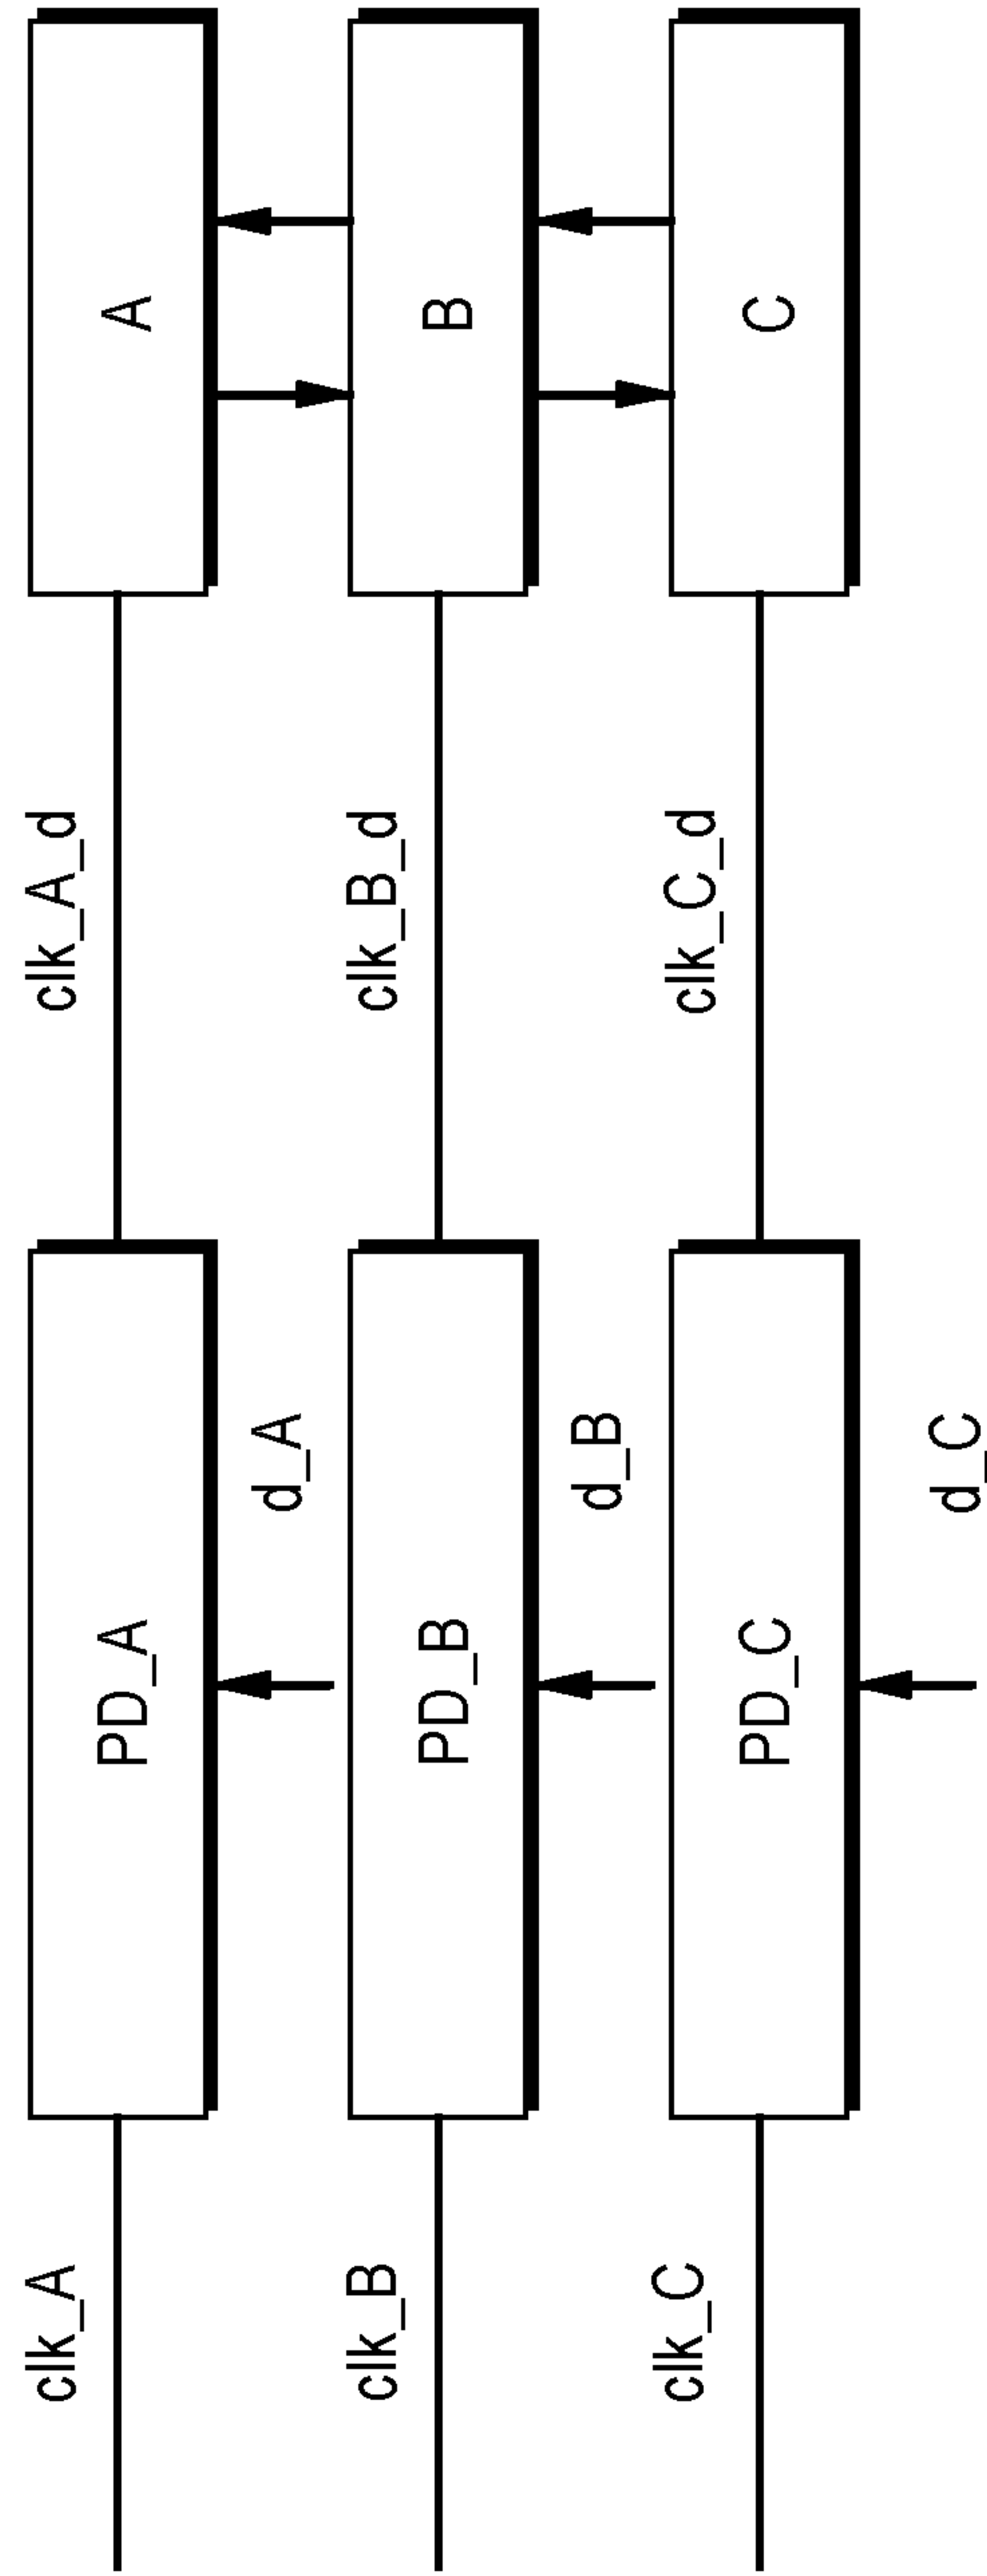 clk_A
PD_A
d_A
clk_A_d
A
clk_B
PD_B
d_B
clk_B_d
B
clk_C
PD_C
d_C
clk_C_d
C